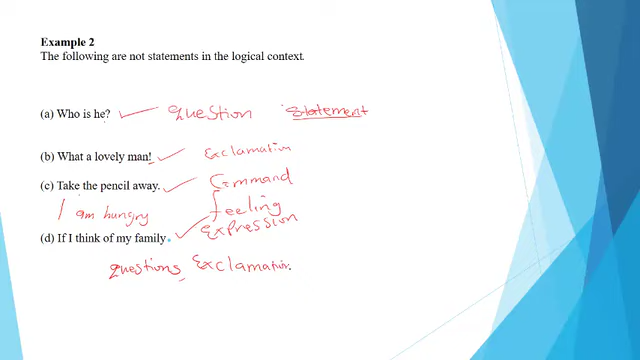 Example 2
The following are not statements in the logical context.
(a) Who is he? question statement
(b) What a lovely man! Exclamation
(c) Take the pencil away. Command
I am hungry feeling
(d) If I think of my family. Expression
questions Exclamation